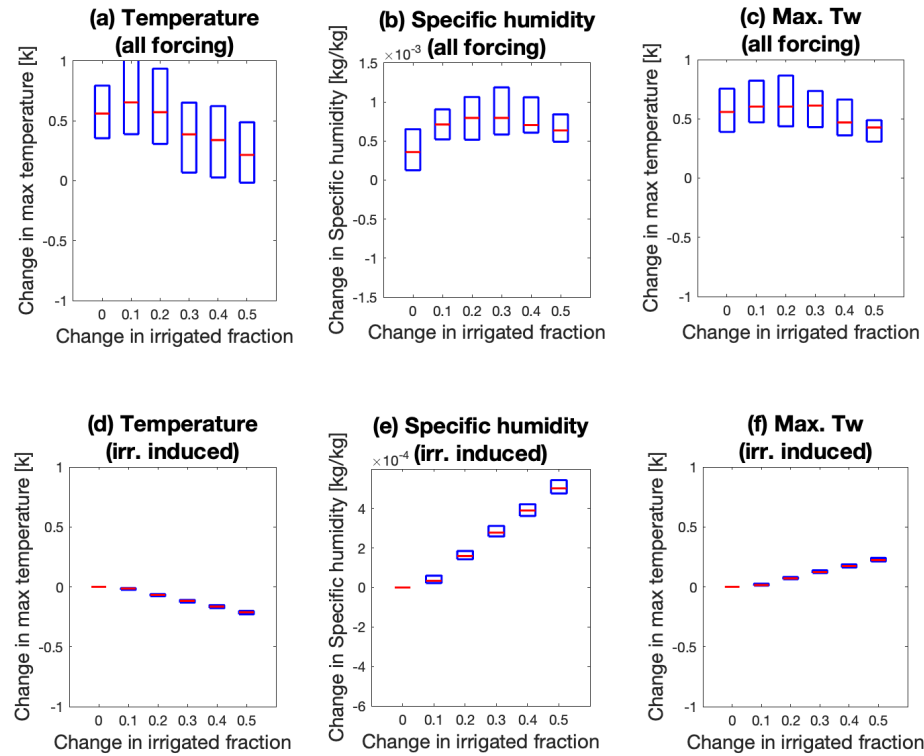 (a) Temperature
(all forcing)
Change in max temperature [k]
1
0.5
0
-0.5
-1
0 0.1 0.2 0.3 0.4 0.5
Change in irrigated fraction
(b) Specific humidity
(all forcing)
×10⁻³
Change in Specific humidity [kg/kg]
1.5
1
0.5
0
-0.5
-1
-1.5
0 0.1 0.2 0.3 0.4 0.5
Change in irrigated fraction
(c) Max. Tw
(all forcing)
Change in max temperature [k]
1
0.5
0
-0.5
-1
0 0.1 0.2 0.3 0.4 0.5
Change in irrigated fraction
(d) Temperature
(irr. induced)
Change in max temperature [k]
1
0.5
0
-0.5
-1
0 0.1 0.2 0.3 0.4 0.5
Change in irrigated fraction
(e) Specific humidity
(irr. induced)
×10⁻⁴
Change in Specific humidity [kg/kg]
4
2
0
-2
-4
-6
0 0.1 0.2 0.3 0.4 0.5
Change in irrigated fraction
(f) Max. Tw
(irr. induced)
Change in max temperature [k]
1
0.5
0
-0.5
-1
0 0.1 0.2 0.3 0.4 0.5
Change in irrigated fraction